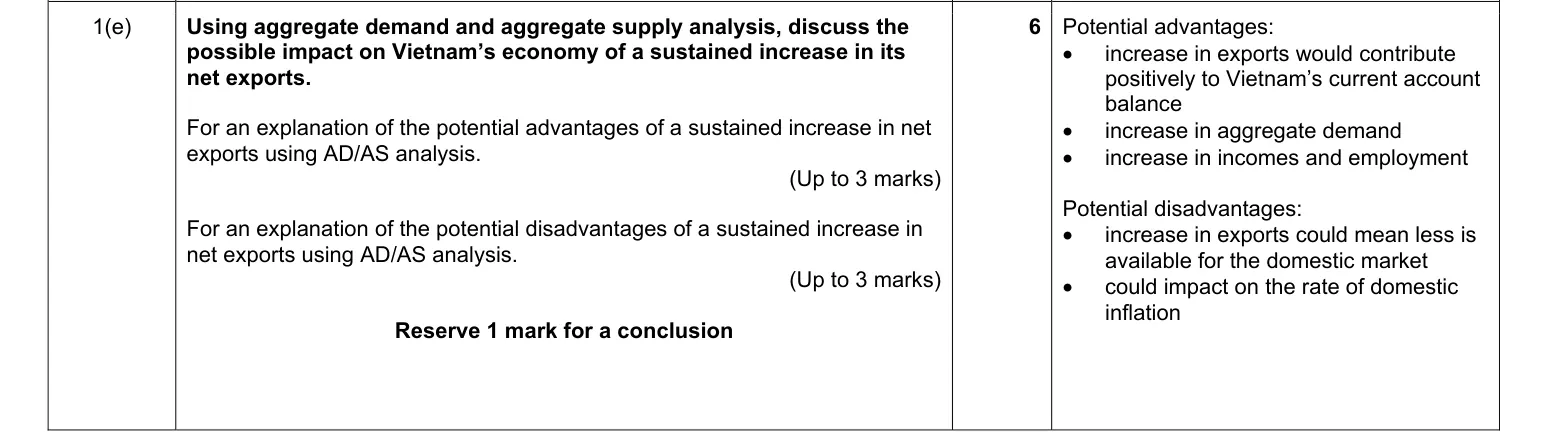 1(e)
Using aggregate demand and aggregate supply analysis, discuss the
possible impact on Vietnam’s economy of a sustained increase in its
net exports.
For an explanation of the potential advantages of a sustained increase in net
exports using AD/AS analysis.
(Up to 3 marks)
For an explanation of the potential disadvantages of a sustained increase in
net exports using AD/AS analysis.
(Up to 3 marks)
Reserve 1 mark for a conclusion
6
Potential advantages:
• increase in exports would contribute
positively to Vietnam’s current account
balance
• increase in aggregate demand
• increase in incomes and employment
Potential disadvantages:
• increase in exports could mean less is
available for the domestic market
• could impact on the rate of domestic
inflation